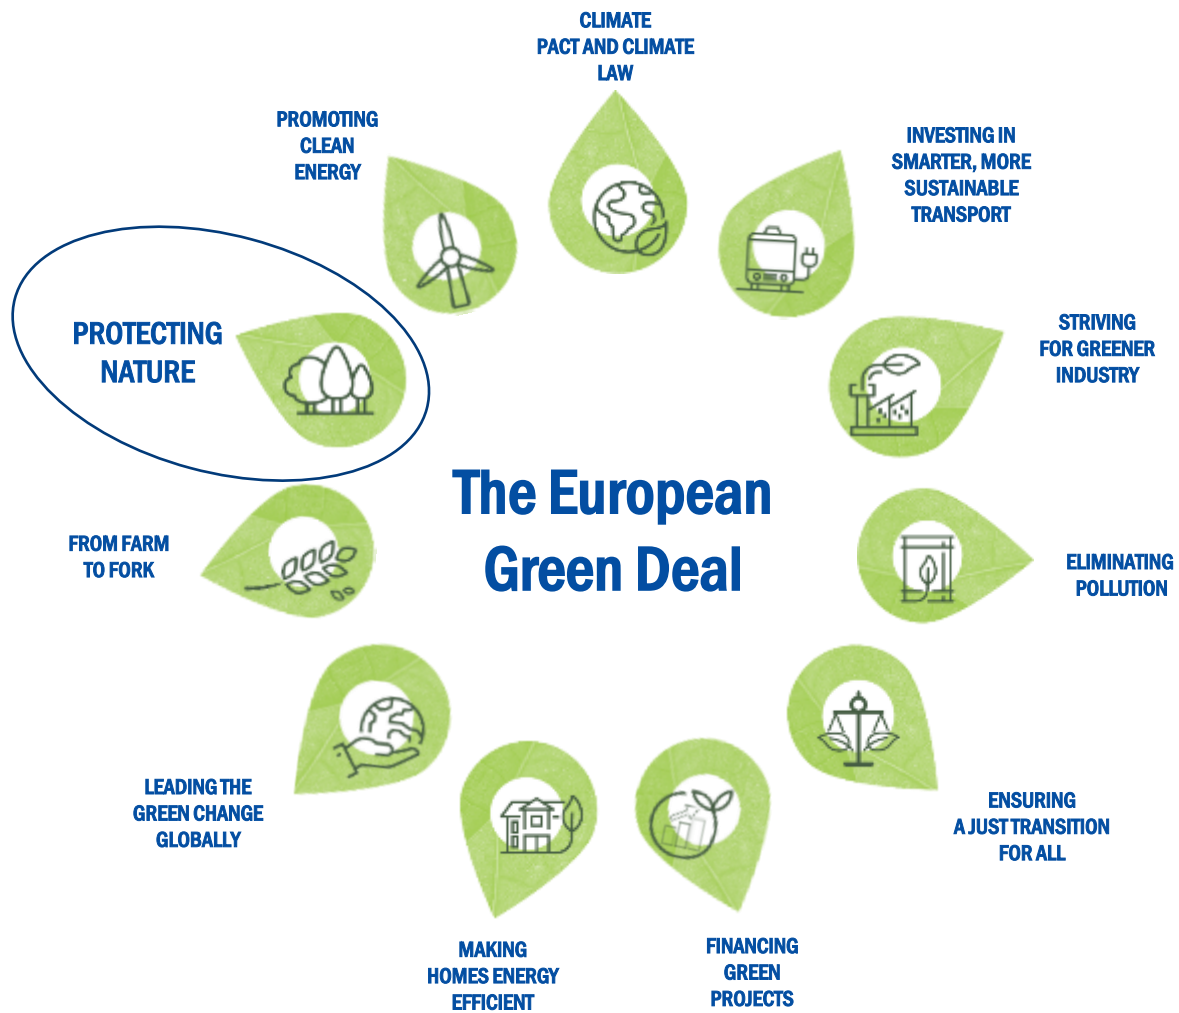 CLIMATE
PACT AND CLIMATE
LAW
PROMOTING
CLEAN
ENERGY
INVESTING IN
SMARTER, MORE
SUSTAINABLE
TRANSPORT
PROTECTING
NATURE
STRIVING
FOR GREENER
INDUSTRY
The European
Green Deal
FROM FARM
TO FORK
ELIMINATING
POLLUTION
LEADING THE
GREEN CHANGE
GLOBALLY
ENSURING
A JUST TRANSITION
FOR ALL
MAKING
HOMES ENERGY
EFFICIENT
FINANCING
GREEN
PROJECTS